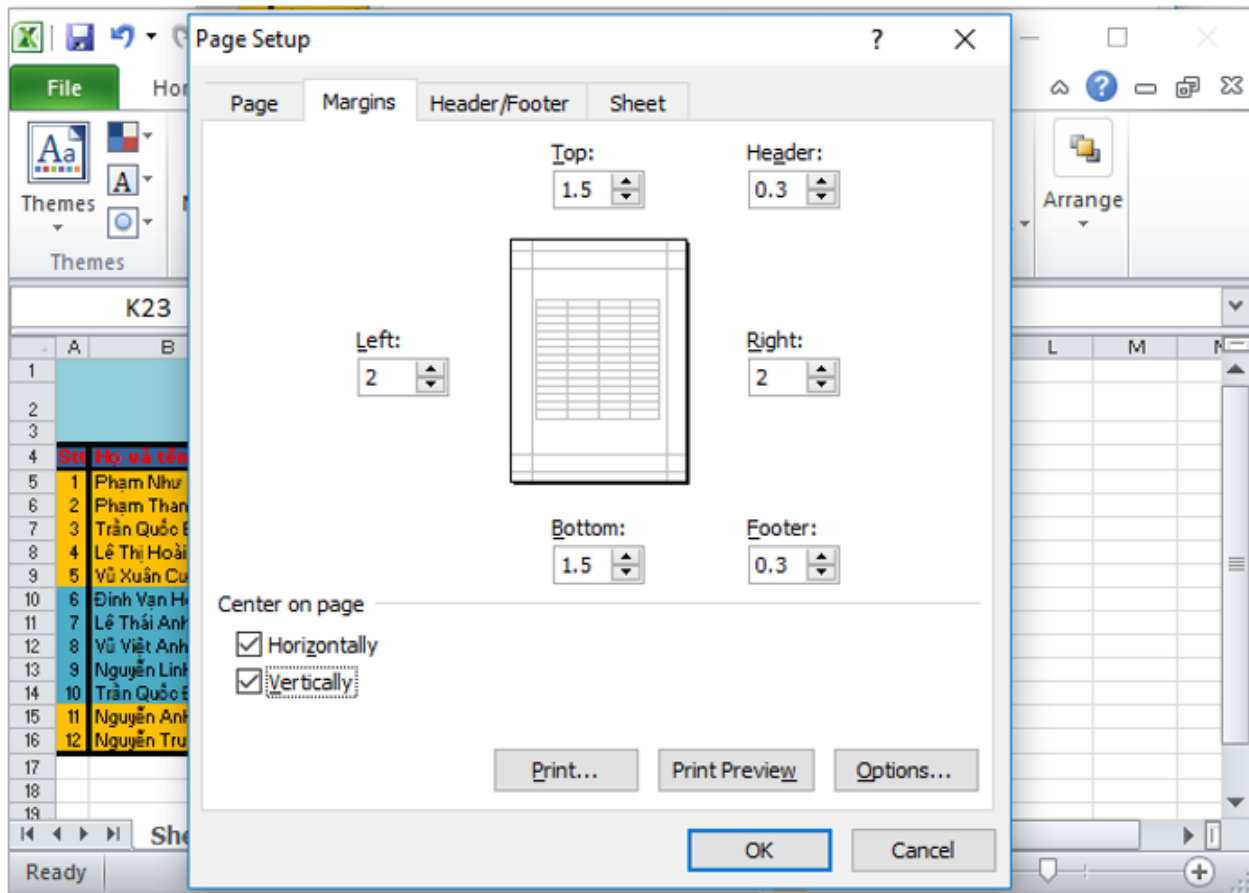 Page Setup ?
File Hor
Page Margins Header/Footer Sheet
Top: Header:
1.5 0.3
Aa
A
Themes
Arrange
Themes
K23
Left: Right:
2 2
A B L M
1
2
3
4 Stt Họ và tên
5 1 Phạm Như
6 2 Phạm Than
7 3 Trần Quốc
8 4 Lê Thị Hoài
9 5 Vũ Xuân Cu
10 6 Đinh Vạn H
11 7 Lê Thái Anh
12 8 Vũ Việt Anh
13 9 Nguyễn Linh
14 10 Trần Quốc
15 11 Nguyễn Anh
16 12 Nguyễn Tru
17
18
19
Bottom: Footer:
1.5 0.3
Center on page
Horizontally
Vertically
Print... Print Preview Options...
OK Cancel
She
Ready